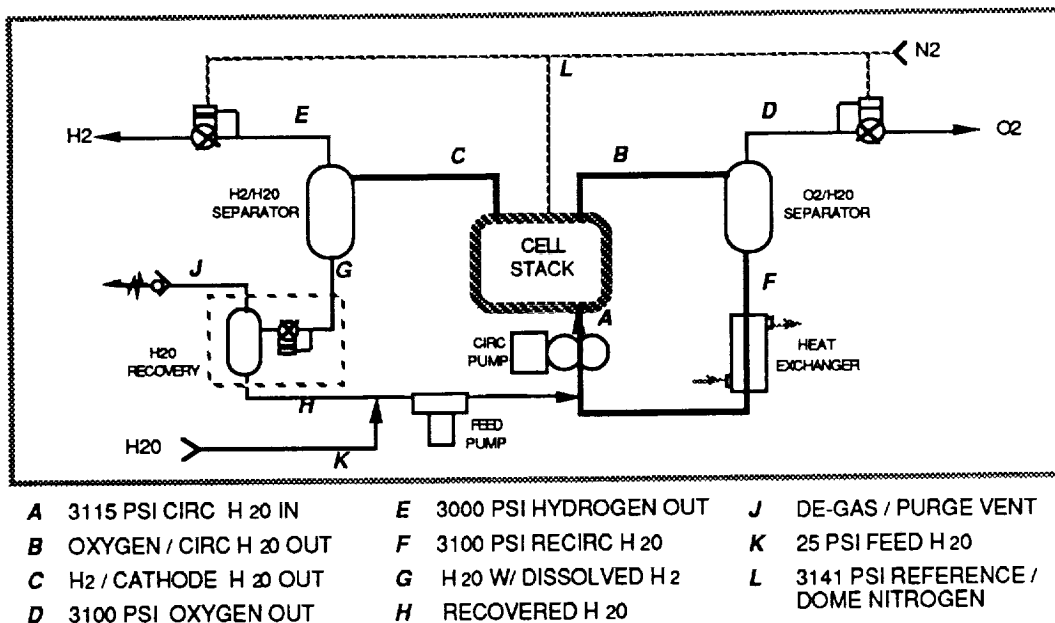 N2
L
E
D
H2
O2
C
B
H2/H20
SEPARATOR
O2/H20
SEPARATOR
CELL
STACK
G
J
F
A
CIRC
PUMP
HEAT
EXCHANGER
H20
RECOVERY
H
FEED
PUMP
H20
K
A 3115 PSI CIRC H 20 IN
B OXYGEN / CIRC H 20 OUT
C H2 / CATHODE H 20 OUT
D 3100 PSI OXYGEN OUT
E 3000 PSI HYDROGEN OUT
F 3100 PSI RECIRC H 20
G H20 W/ DISSOLVED H2
H RECOVERED H 20
J DE-GAS / PURGE VENT
K 25 PSI FEED H 20
L 3141 PSI REFERENCE /
DOME NITROGEN